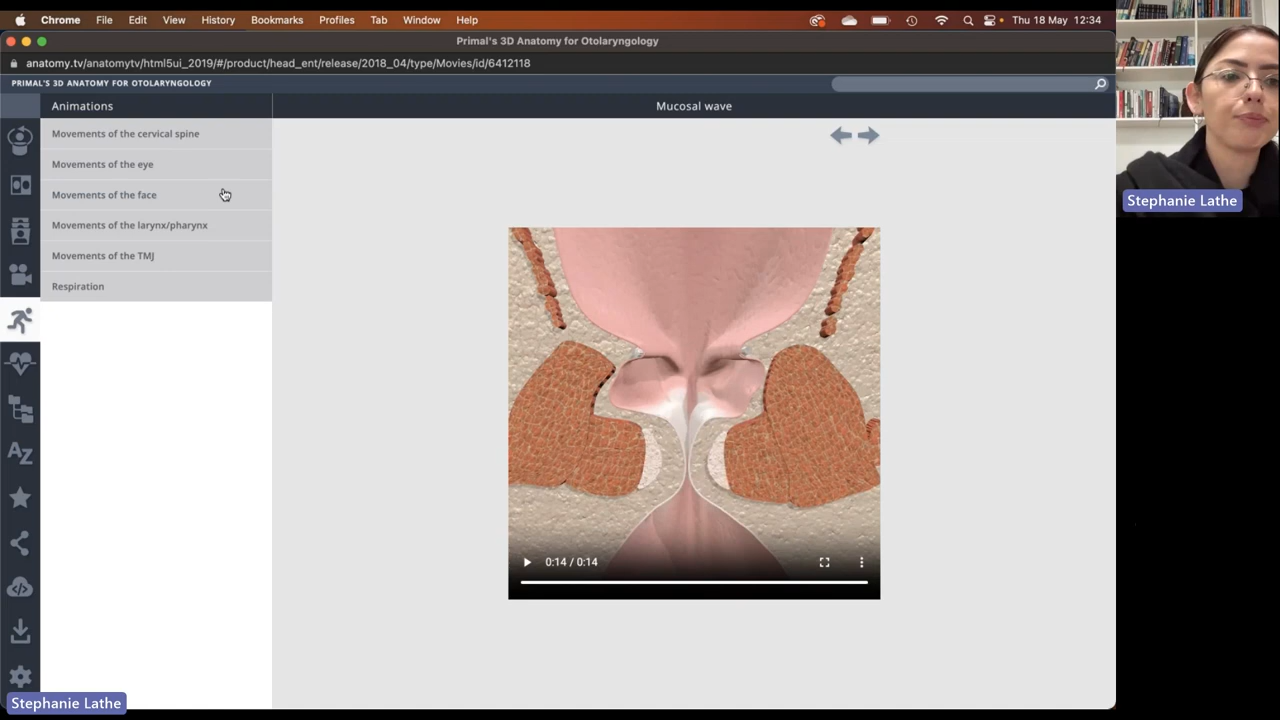 Chrome File Edit View History Bookmarks Profiles Tab Window Help Thu 18 May 12:34
Primal's 3D Anatomy for Otolaryngology
anatomy.tv/anatomytv/html5ui_2019/#/product/head_ent/release/2018_04/type/Movies/id/6412118
PRIMAL'S 3D ANATOMY FOR OTOLARYNGOLOGY
Animations
Mucosal wave
Movements of the cervical spine
Movements of the eye
Movements of the face
Movements of the larynx/pharynx
Movements of the TMJ
Respiration
AZ
0:14 / 0:14
Stephanie Lathe
Stephanie Lathe